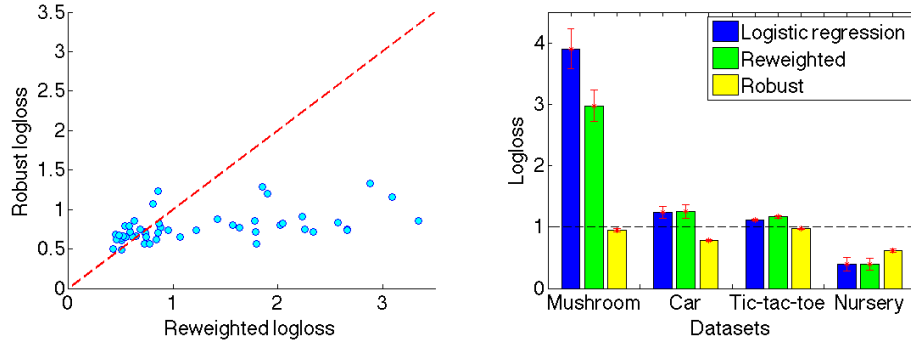 3.5
3
2.5
2
1.5
1
0.5
0
0
1
2
3
Robust logloss
Reweighted logloss
4
3
2
1
0
Logloss
Logistic regression
Reweighted
Robust
Mushroom Car Tic-tac-toe Nursery
Datasets